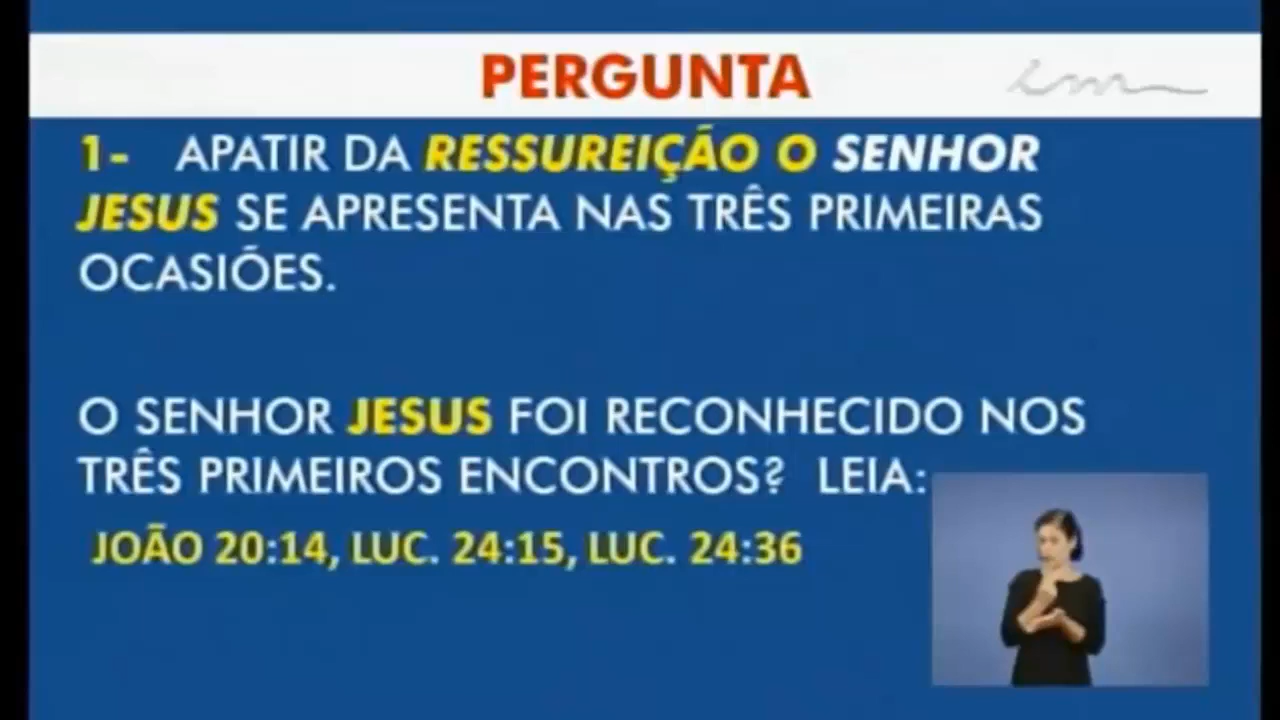 PERGUNTA
im
1- APATIR DA RESSUREIÇÃO O SENHOR
JESUS SE APRESENTA NAS TRÊS PRIMEIRAS
OCASIÕES.
O SENHOR JESUS FOI RECONHECIDO NOS
TRÊS PRIMEIROS ENCONTROS? LEIA:
JOÃO 20:14, LUC. 24:15, LUC. 24:36